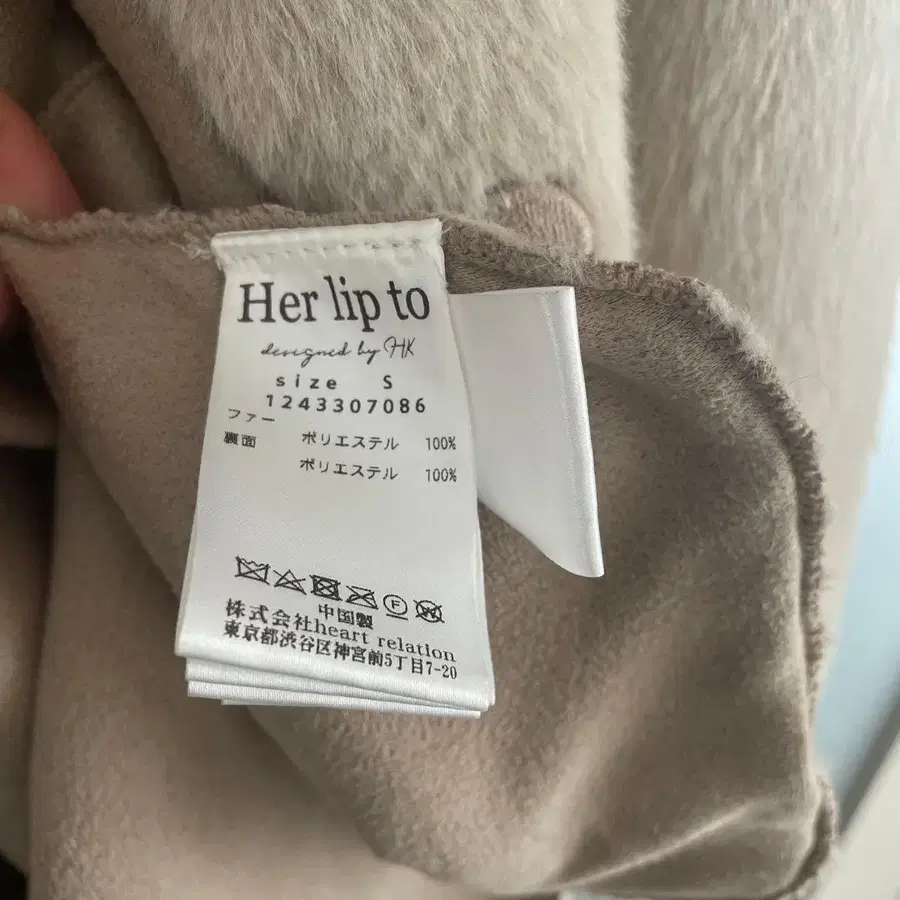 Her lip to
designed by HK
size S
1243307086
ファー
裏面 ポリエステル 100%
ポリエステル 100%
F
中国製
株式会社heart relation
東京都渋谷区神宮前5丁目7-20